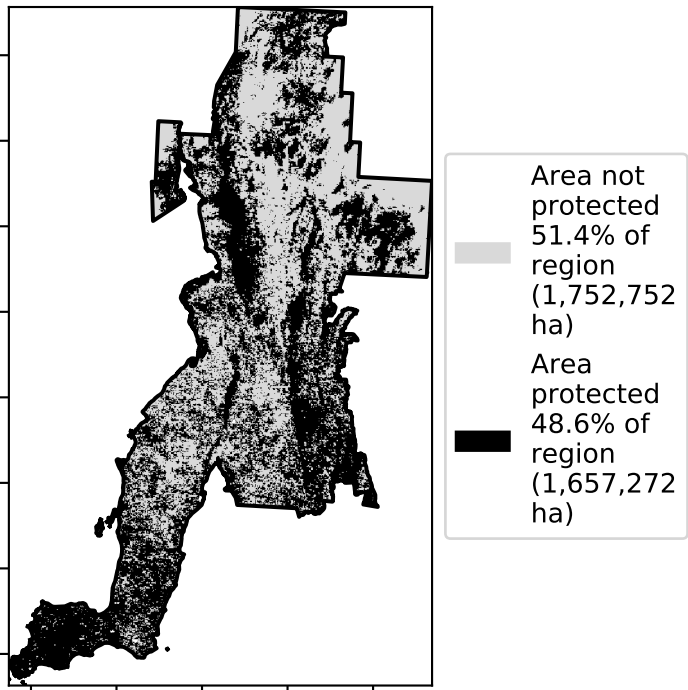 Area not
protected
51.4% of
region
(1,752,752
ha)
Area
protected
48.6% of
region
(1,657,272
ha)